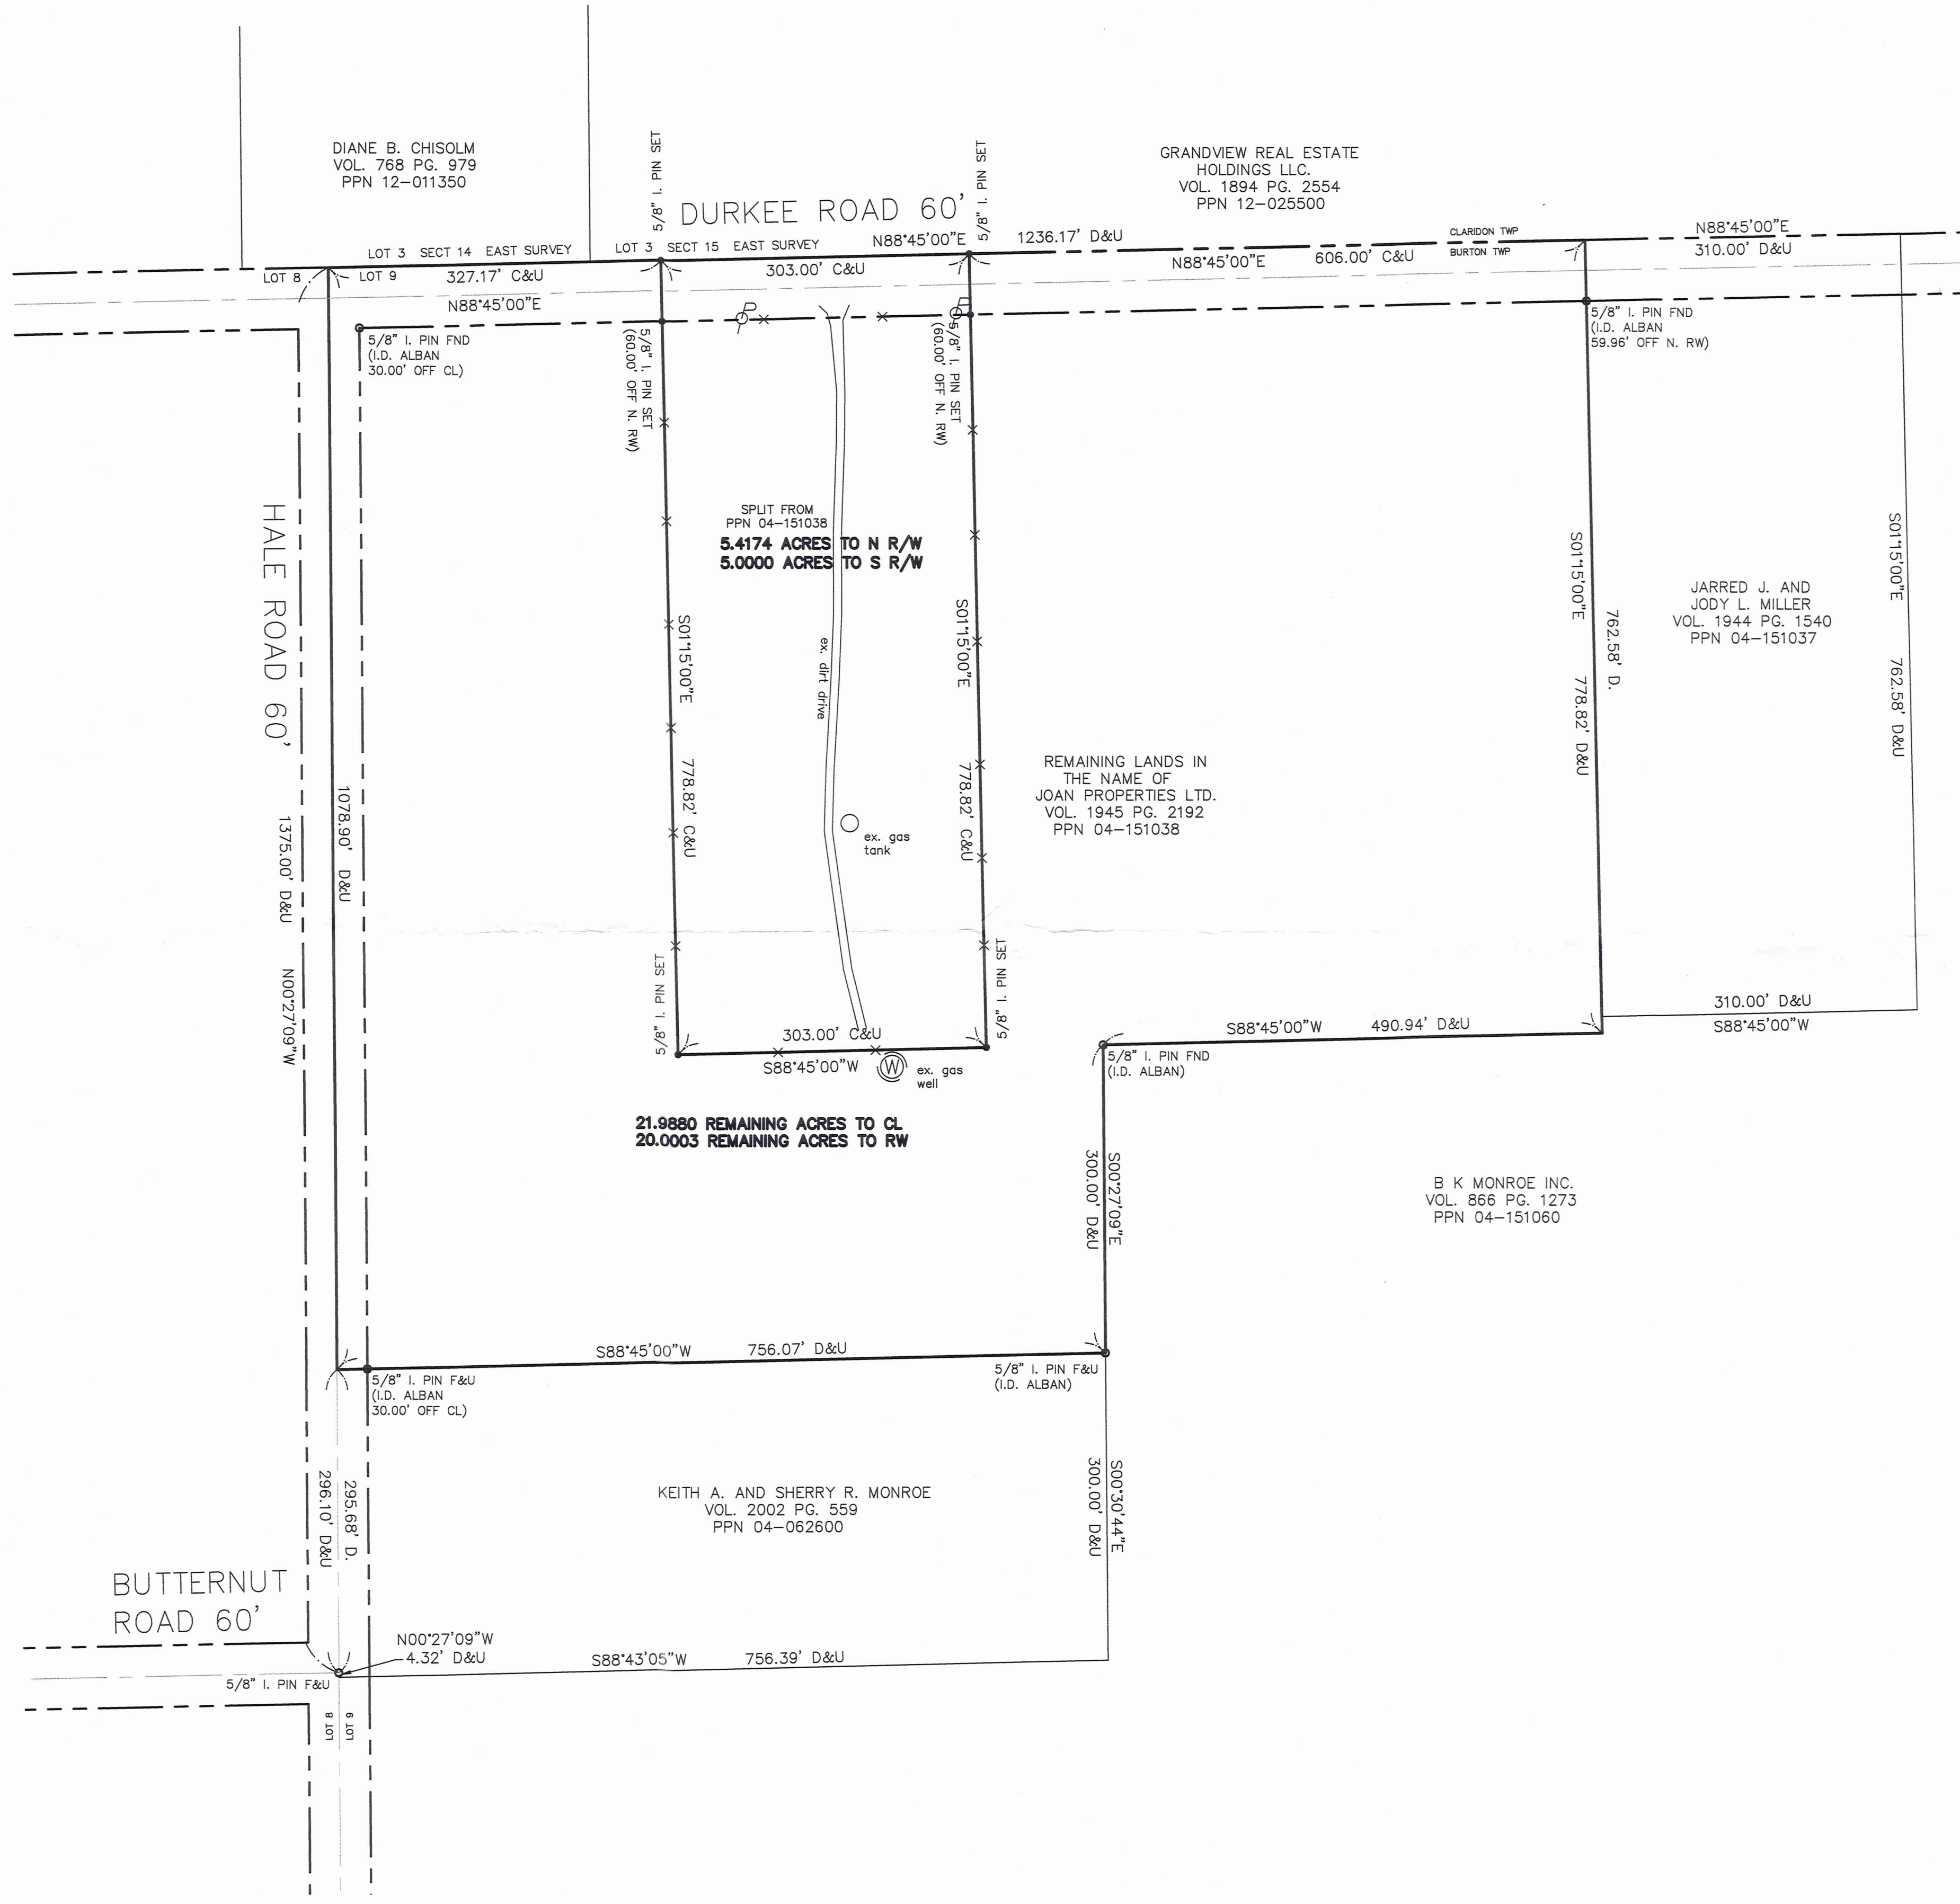 DIANE B. CHISOLM
VOL. 768 PG. 979
PPN 12-011350
5/8" I. PIN SET
DURKEE ROAD 60'
5/8" I. PIN SET
GRANDVIEW REAL ESTATE
HOLDINGS LLC.
VOL. 1894 PG. 2554
PPN 12-025500
LOT 3 SECT 14 EAST SURVEY
LOT 3 SECT 15 EAST SURVEY
N88°45'00"E
1236.17' D&U
CLARIDON TWP
BURTON TWP
N88°45'00"E
310.00' D&U
LOT 8
LOT 9
327.17' C&U
303.00' C&U
N88°45'00"E
606.00' C&U
N88°45'00"E
P
P
5/8" I. PIN FND
(I.D. ALBAN
30.00' OFF CL)
5/8" I. PIN SET
(60.00' OFF N. RW)
5/8" I. PIN SET
(60.00' OFF N. RW)
5/8" I. PIN FND
(I.D. ALBAN
59.96' OFF N. RW)
HALE ROAD 60'
SPLIT FROM
PPN 04-151038
5.4174 ACRES TO N R/W
5.0000 ACRES TO S R/W
S01°15'00"E
778.82' C&U
ex. dirt drive
S01°15'00"E
778.82' C&U
S01°15'00"E
778.82' D&U
762.58' D.
JARRED J. AND
JODY L. MILLER
VOL. 1944 PG. 1540
PPN 04-151037
S01°15'00"E
762.58' D&U
REMAINING LANDS IN
THE NAME OF
JOAN PROPERTIES LTD.
VOL. 1945 PG. 2192
PPN 04-151038
1078.90' D&U
1375.00' D&U
N00°27'09"W
ex. gas
tank
5/8" I. PIN SET
5/8" I. PIN SET
303.00' C&U
S88°45'00"W
W
ex. gas
well
S88°45'00"W
490.94' D&U
310.00' D&U
S88°45'00"W
5/8" I. PIN FND
(I.D. ALBAN)
21.9880 REMAINING ACRES TO CL
20.0003 REMAINING ACRES TO RW
S00°27'09"E
300.00' D&U
B K MONROE INC.
VOL. 866 PG. 1273
PPN 04-151060
S88°45'00"W
756.07' D&U
5/8" I. PIN F&U
(I.D. ALBAN
30.00' OFF CL)
5/8" I. PIN F&U
(I.D. ALBAN)
295.68' D.
296.10' D&U
KEITH A. AND SHERRY R. MONROE
VOL. 2002 PG. 559
PPN 04-062600
S00°30'44"E
300.00' D&U
BUTTERNUT
ROAD 60'
N00°27'09"W
4.32' D&U
S88°43'05"W
756.39' D&U
5/8" I. PIN F&U
LOT 8
LOT 9